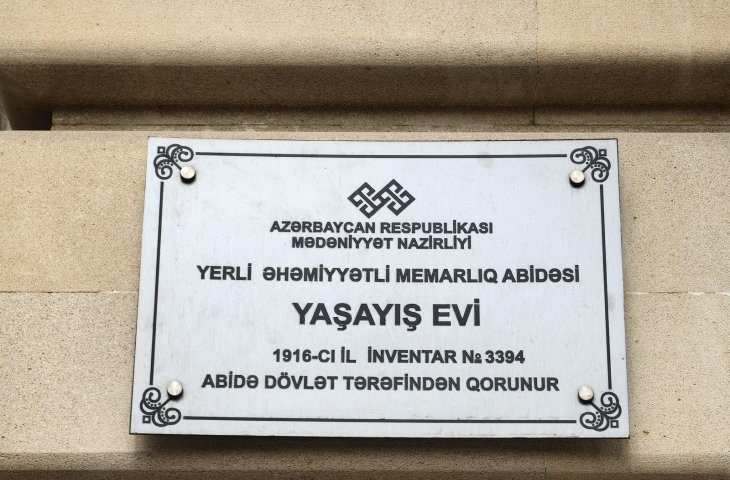 AZƏRBAYCAN RESPUBLİKASI
MƏDƏNİYYƏT NAZİRLİYİ
YERLİ ƏHƏMİYYƏTLİ MEMARLIQ ABİDƏSİ
YAŞAYIŞ EVİ
1916-CI İL İNVENTAR № 3394
ABİDƏ DÖVLƏT TƏRƏFİNDƏN QORUNUR